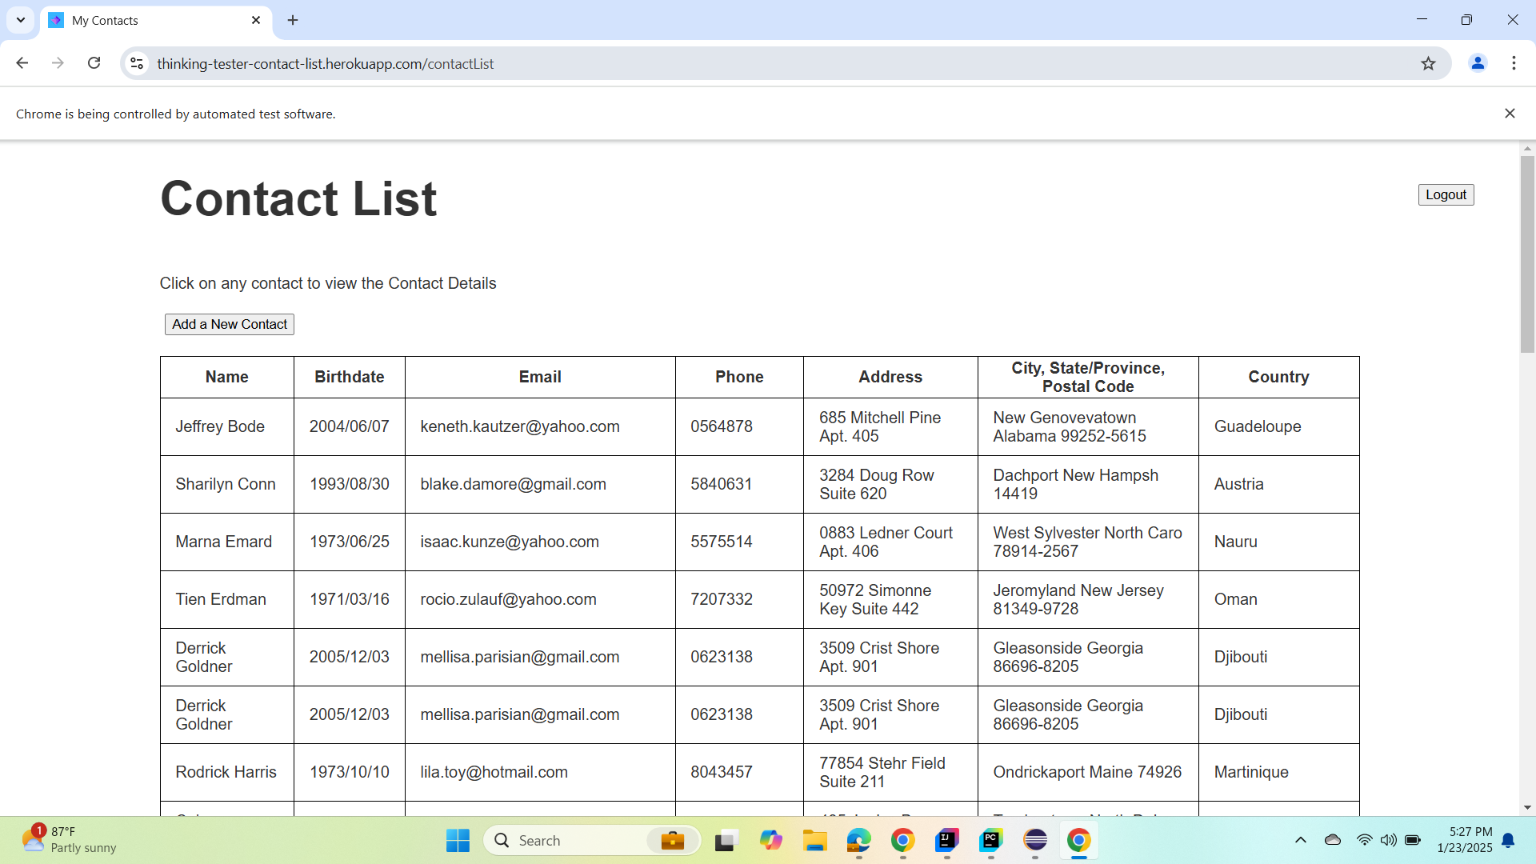 My Contacts
thinking-tester-contact-list.herokuapp.com/contactList
Chrome is being controlled by automated test software.
Contact List
Logout
Click on any contact to view the Contact Details
Add a New Contact
Name Birthdate Email Phone Address City, State/Province, Postal Code Country
Jeffrey Bode 2004/06/07 keneth.kautzer@yahoo.com 0564878 685 Mitchell Pine Apt. 405 New Genovevatown Alabama 99252-5615 Guadeloupe
Sharilyn Conn 1993/08/30 blake.damore@gmail.com 5840631 3284 Doug Row Suite 620 Dachport New Hampsh 14419 Austria
Marna Emard 1973/06/25 isaac.kunze@yahoo.com 5575514 0883 Ledner Court Apt. 406 West Sylvester North Caro 78914-2567 Nauru
Tien Erdman 1971/03/16 rocio.zulauf@yahoo.com 7207332 50972 Simonne Key Suite 442 Jeromyland New Jersey 81349-9728 Oman
Derrick Goldner 2005/12/03 mellisa.parisian@gmail.com 0623138 3509 Crist Shore Apt. 901 Gleasonside Georgia 86696-8205 Djibouti
Derrick Goldner 2005/12/03 mellisa.parisian@gmail.com 0623138 3509 Crist Shore Apt. 901 Gleasonside Georgia 86696-8205 Djibouti
Rodrick Harris 1973/10/10 lila.toy@hotmail.com 8043457 77854 Stehr Field Suite 211 Ondrickaport Maine 74926 Martinique
1
87°F
Partly sunny
Search
5:27 PM
1/23/2025